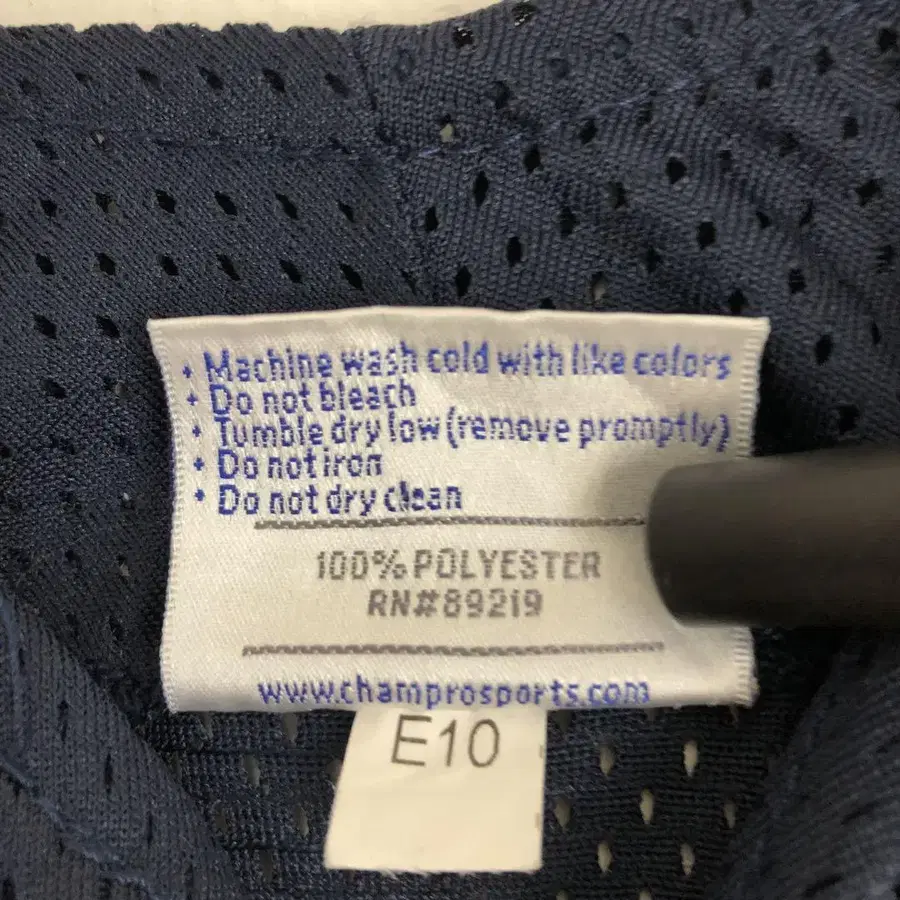 • Machine wash cold with like colors
• Do not bleach
• Tumble dry low (remove promptly)
• Do not iron
• Do not dry clean
100% POLYESTER
RN#89219
www.champrosports.com
E10